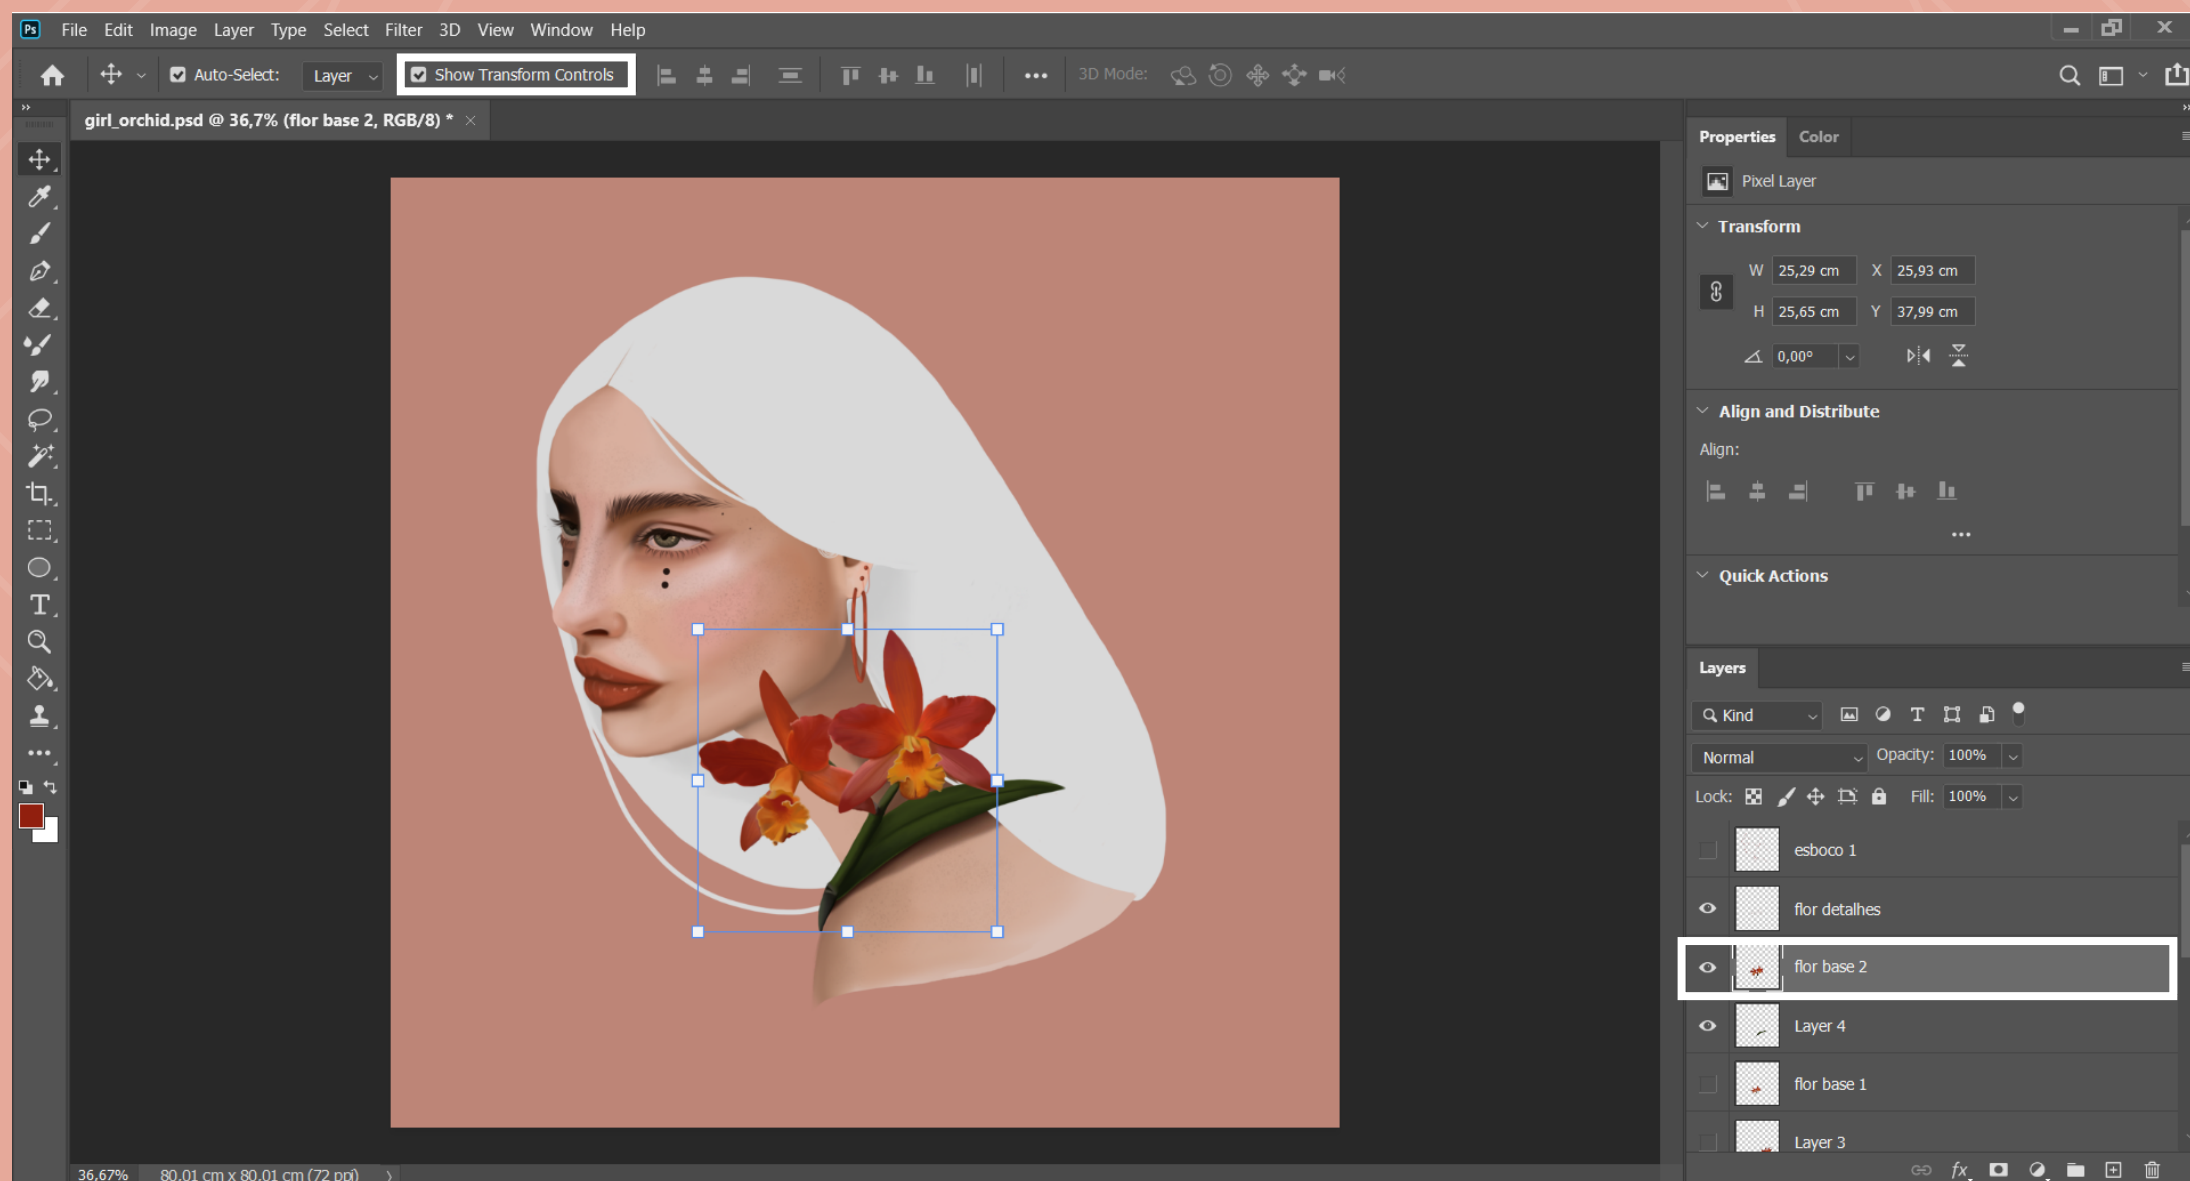 Ps File Edit Image Layer Type Select Filter 3D View Window Help
Auto-Select: Layer Show Transform Controls 3D Mode:
girl_orchid.psd @ 36,7% (flor base 2, RGB/8) *
Properties Color
Pixel Layer
Transform
W 25,29 cm X 25,93 cm
H 25,65 cm Y 37,99 cm
0,00°
Align and Distribute
Align:
Quick Actions
Layers
Kind
Normal Opacity: 100%
Lock: Fill: 100%
esboco 1
flor detalhes
flor base 2
Layer 4
flor base 1
Layer 3
fx
36,67% 80,01 cm x 80,01 cm (72 ppi)